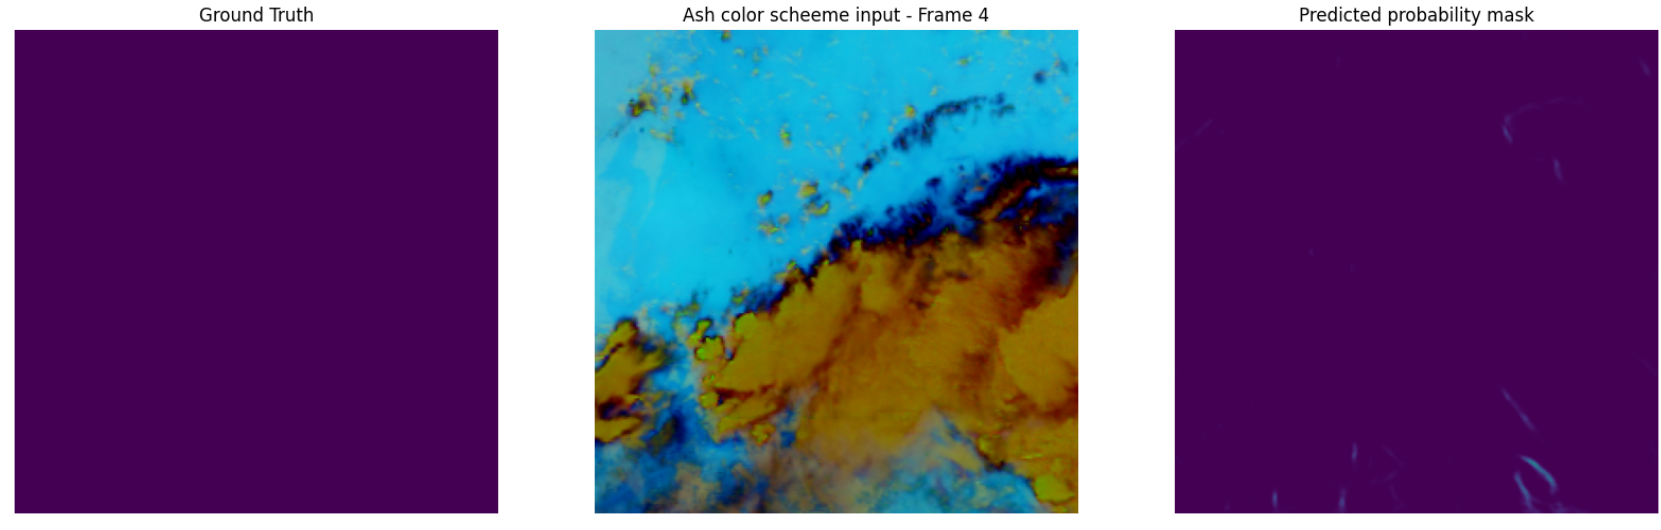 Ground Truth
Ash color scheeme input - Frame 4
Predicted probability mask